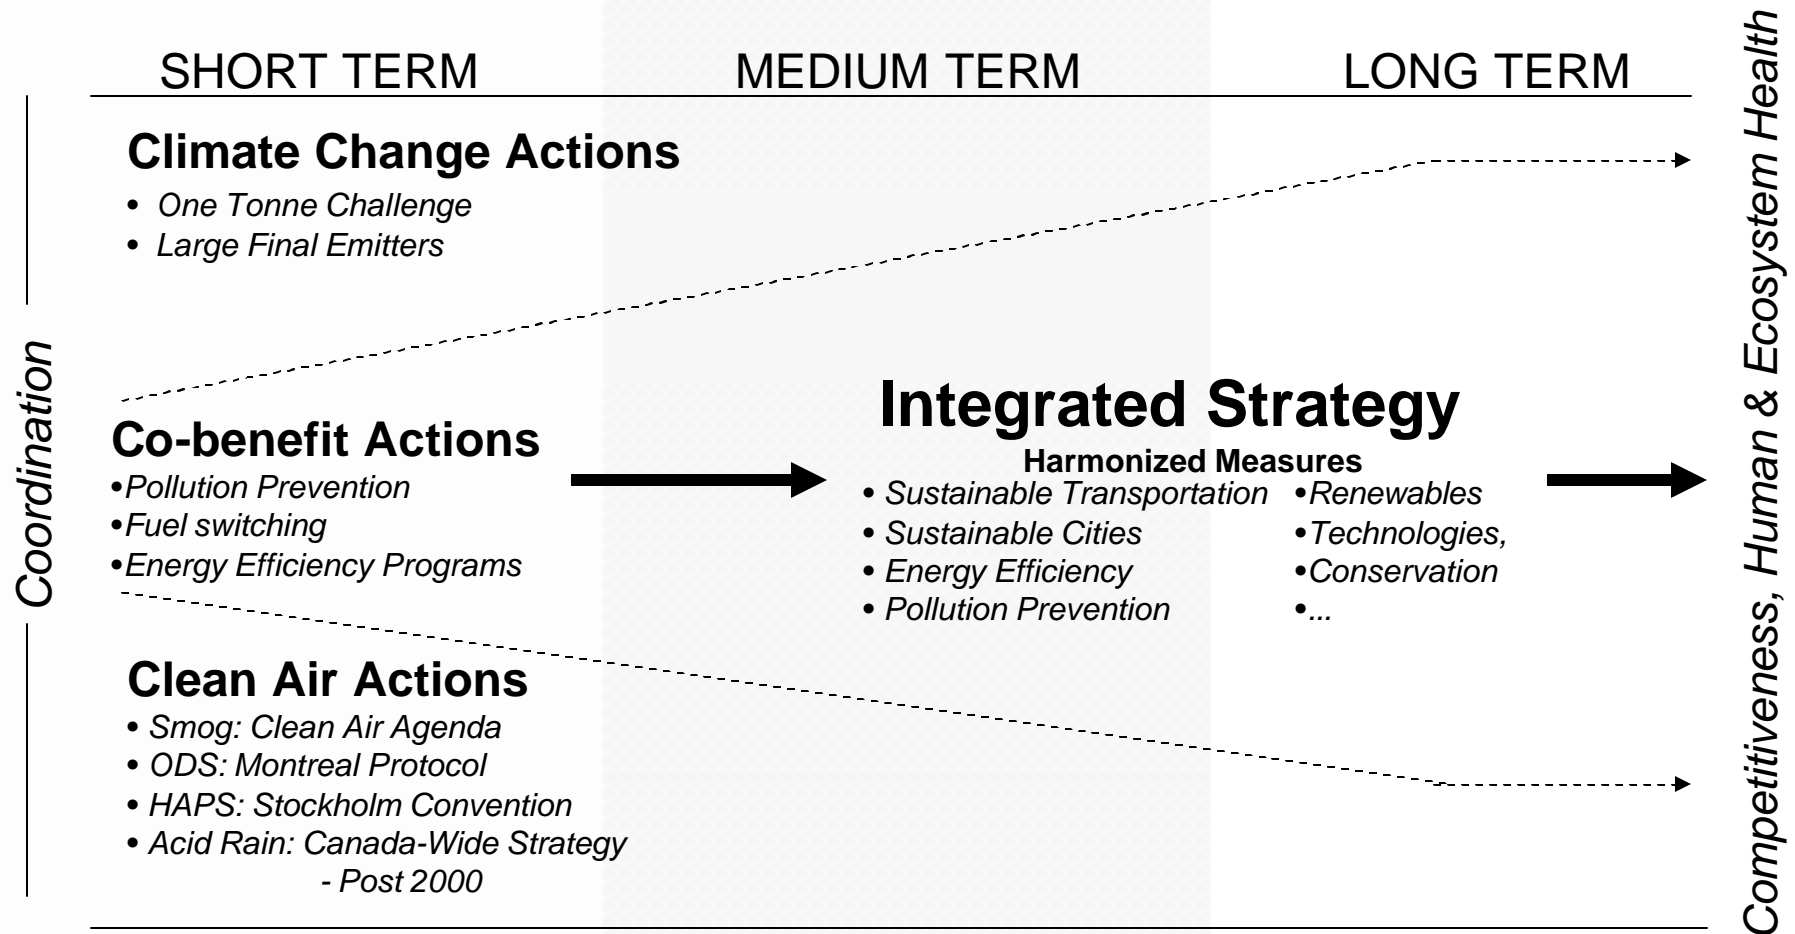 SHORT TERM
MEDIUM TERM
LONG TERM
Coordination
Climate Change Actions
• One Tonne Challenge
• Large Final Emitters
Co-benefit Actions
•Pollution Prevention
•Fuel switching
•Energy Efficiency Programs
Clean Air Actions
• Smog: Clean Air Agenda
• ODS: Montreal Protocol
• HAPS: Stockholm Convention
• Acid Rain: Canada-Wide Strategy
- Post 2000
Integrated Strategy
Harmonized Measures
• Sustainable Transportation
• Sustainable Cities
• Energy Efficiency
• Pollution Prevention
•Renewables
•Technologies,
•Conservation
•...
Competitiveness, Human & Ecosystem Health